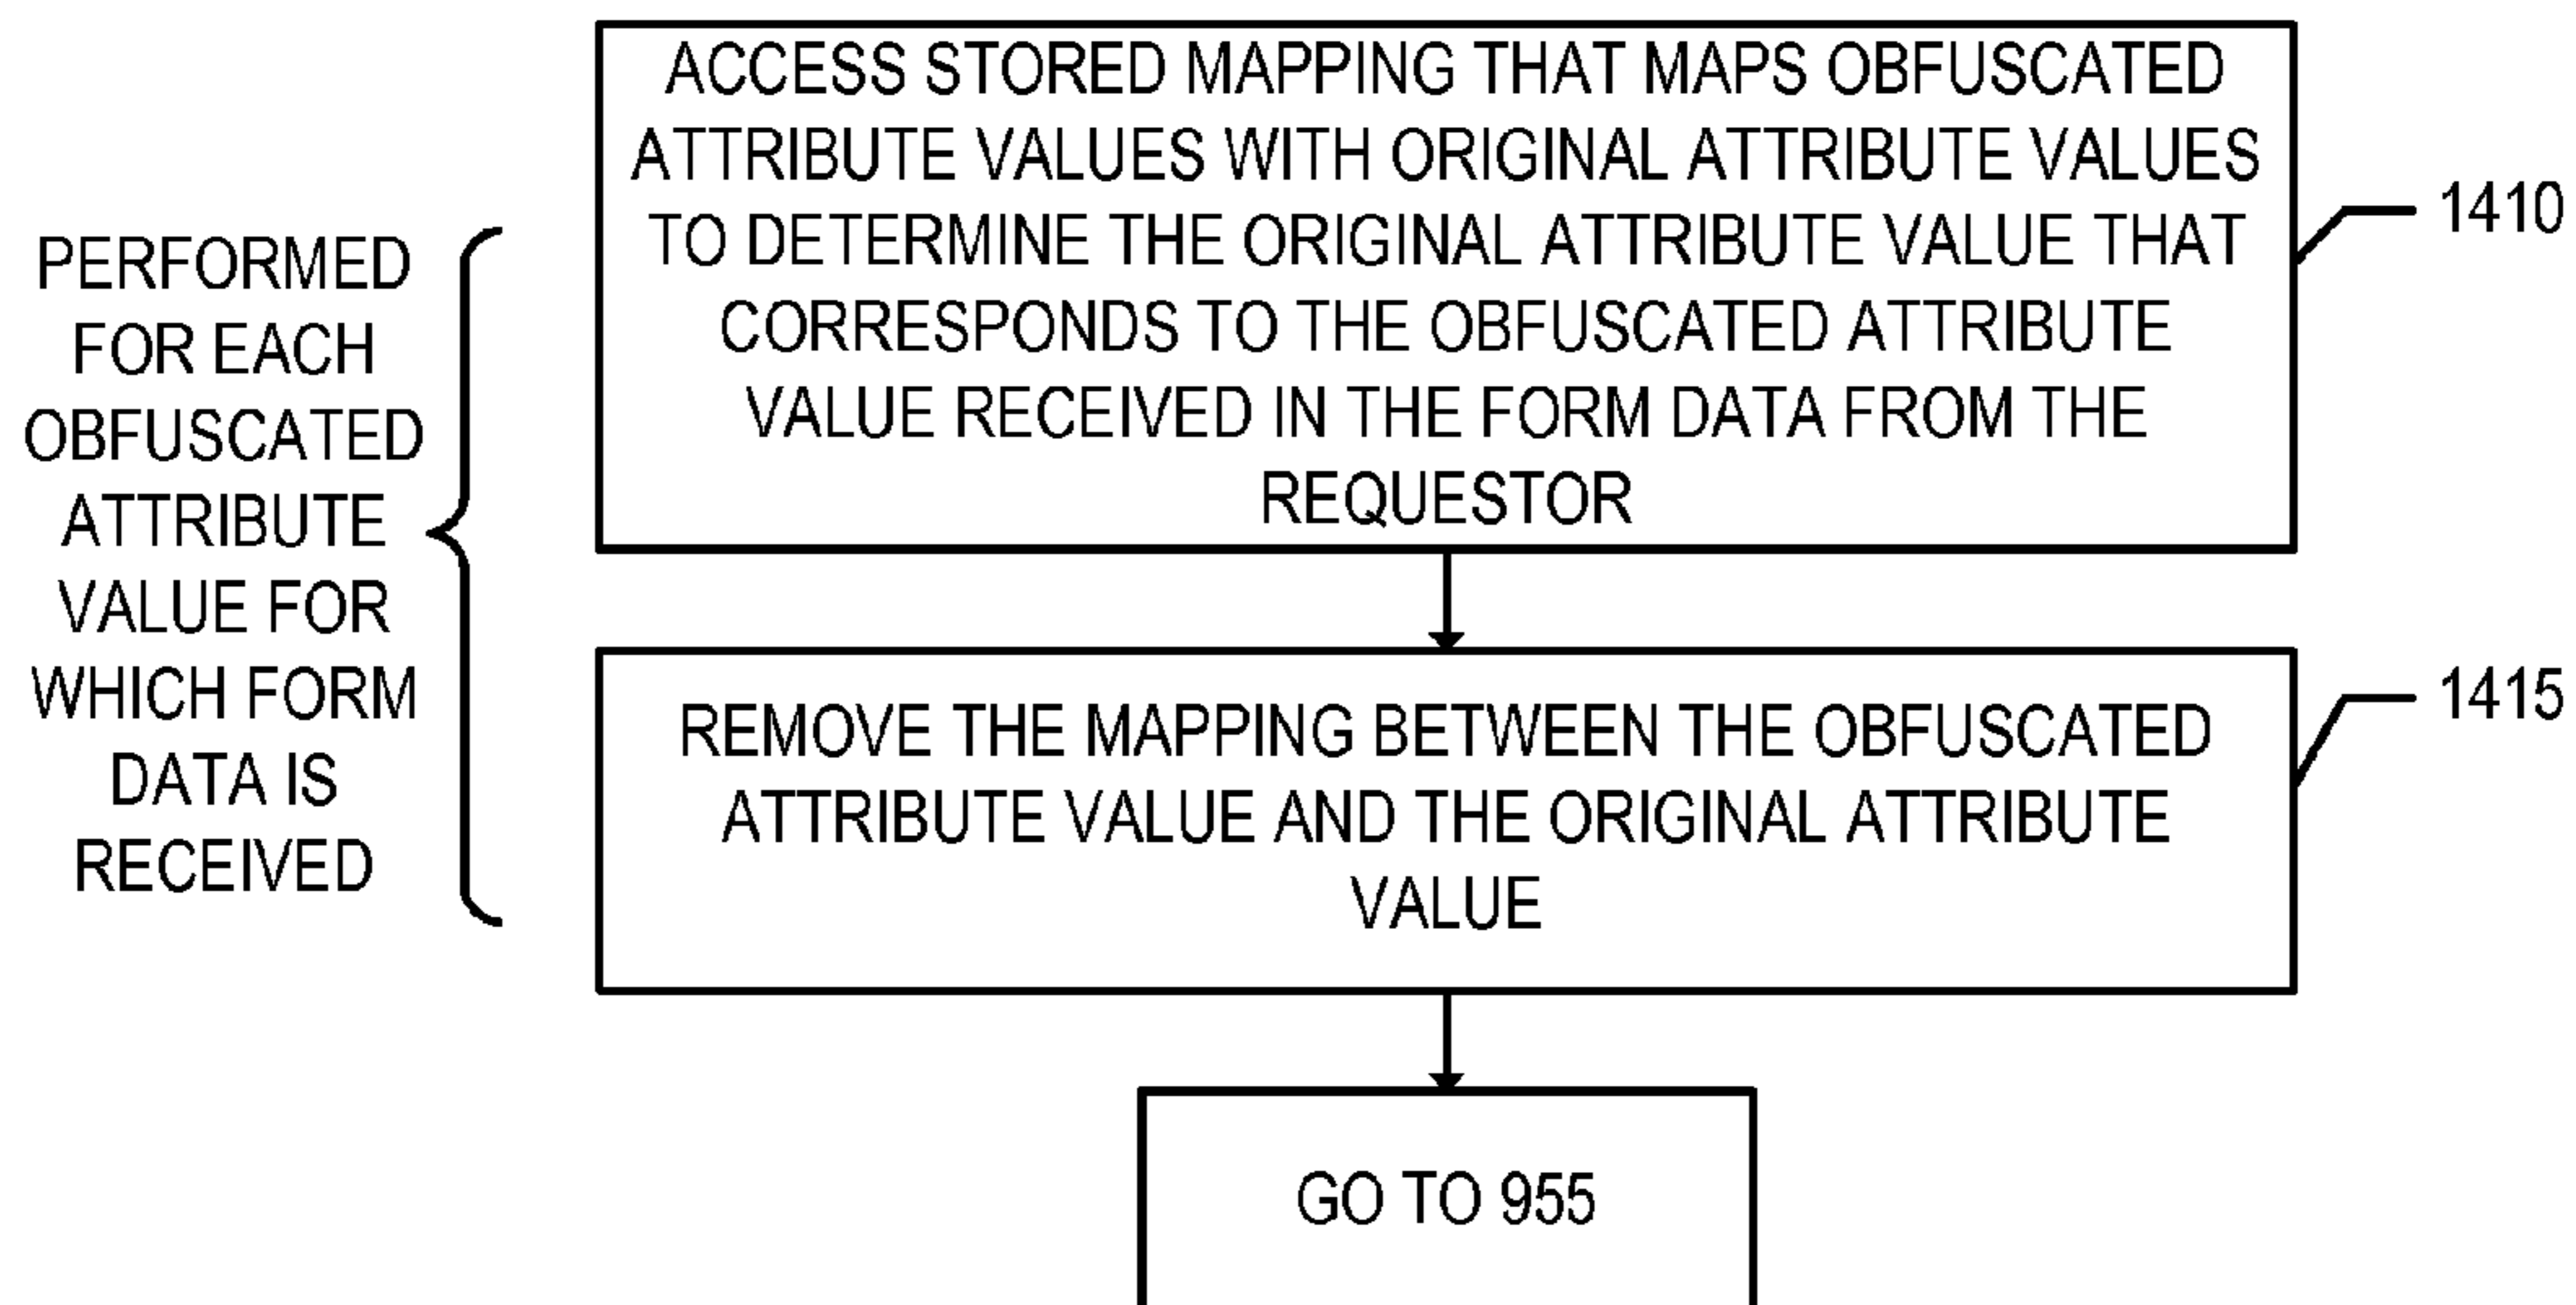 PERFORMED
FOR EACH
OBFUSCATED
ATTRIBUTE
VALUE FOR
WHICH FORM
DATA IS
RECEIVED
ACCESS STORED MAPPING THAT MAPS OBFUSCATED
ATTRIBUTE VALUES WITH ORIGINAL ATTRIBUTE VALUES
TO DETERMINE THE ORIGINAL ATTRIBUTE VALUE THAT
CORRESPONDS TO THE OBFUSCATED ATTRIBUTE
VALUE RECEIVED IN THE FORM DATA FROM THE
REQUESTOR
1410
REMOVE THE MAPPING BETWEEN THE OBFUSCATED
ATTRIBUTE VALUE AND THE ORIGINAL ATTRIBUTE
VALUE
1415
GO TO 955